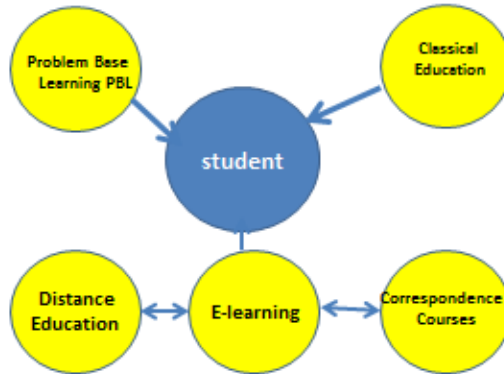 Problem Base
Learning PBL
Classical
Education
student
Distance
Education
E-learning
Correspondence
Courses